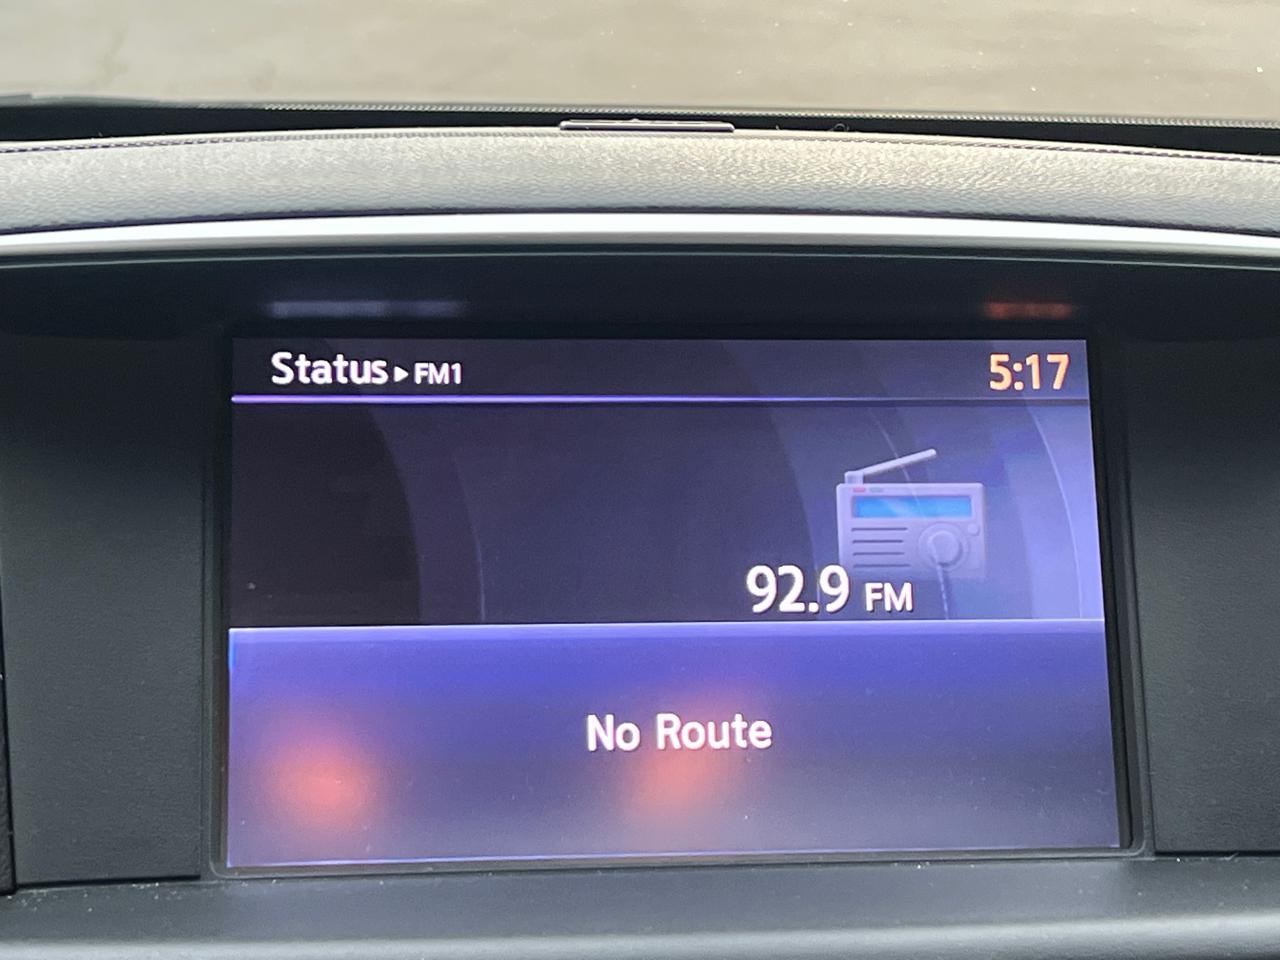 Status▶FM1
5:17
92.9 FM
No Route